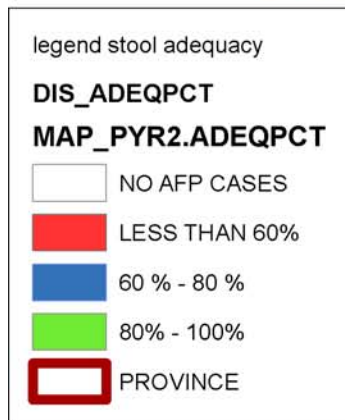 legend stool adequacy
DIS_ADEQPCT
MAP_PYR2.ADEQPCT
NO AFP CASES
LESS THAN 60%
60 % - 80 %
80% - 100%
PROVINCE